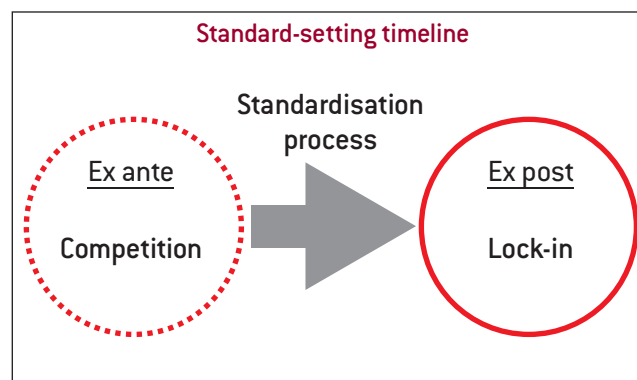 Standard-setting timeline
Standardisation
process
Ex ante
Competition
Ex post
Lock-in